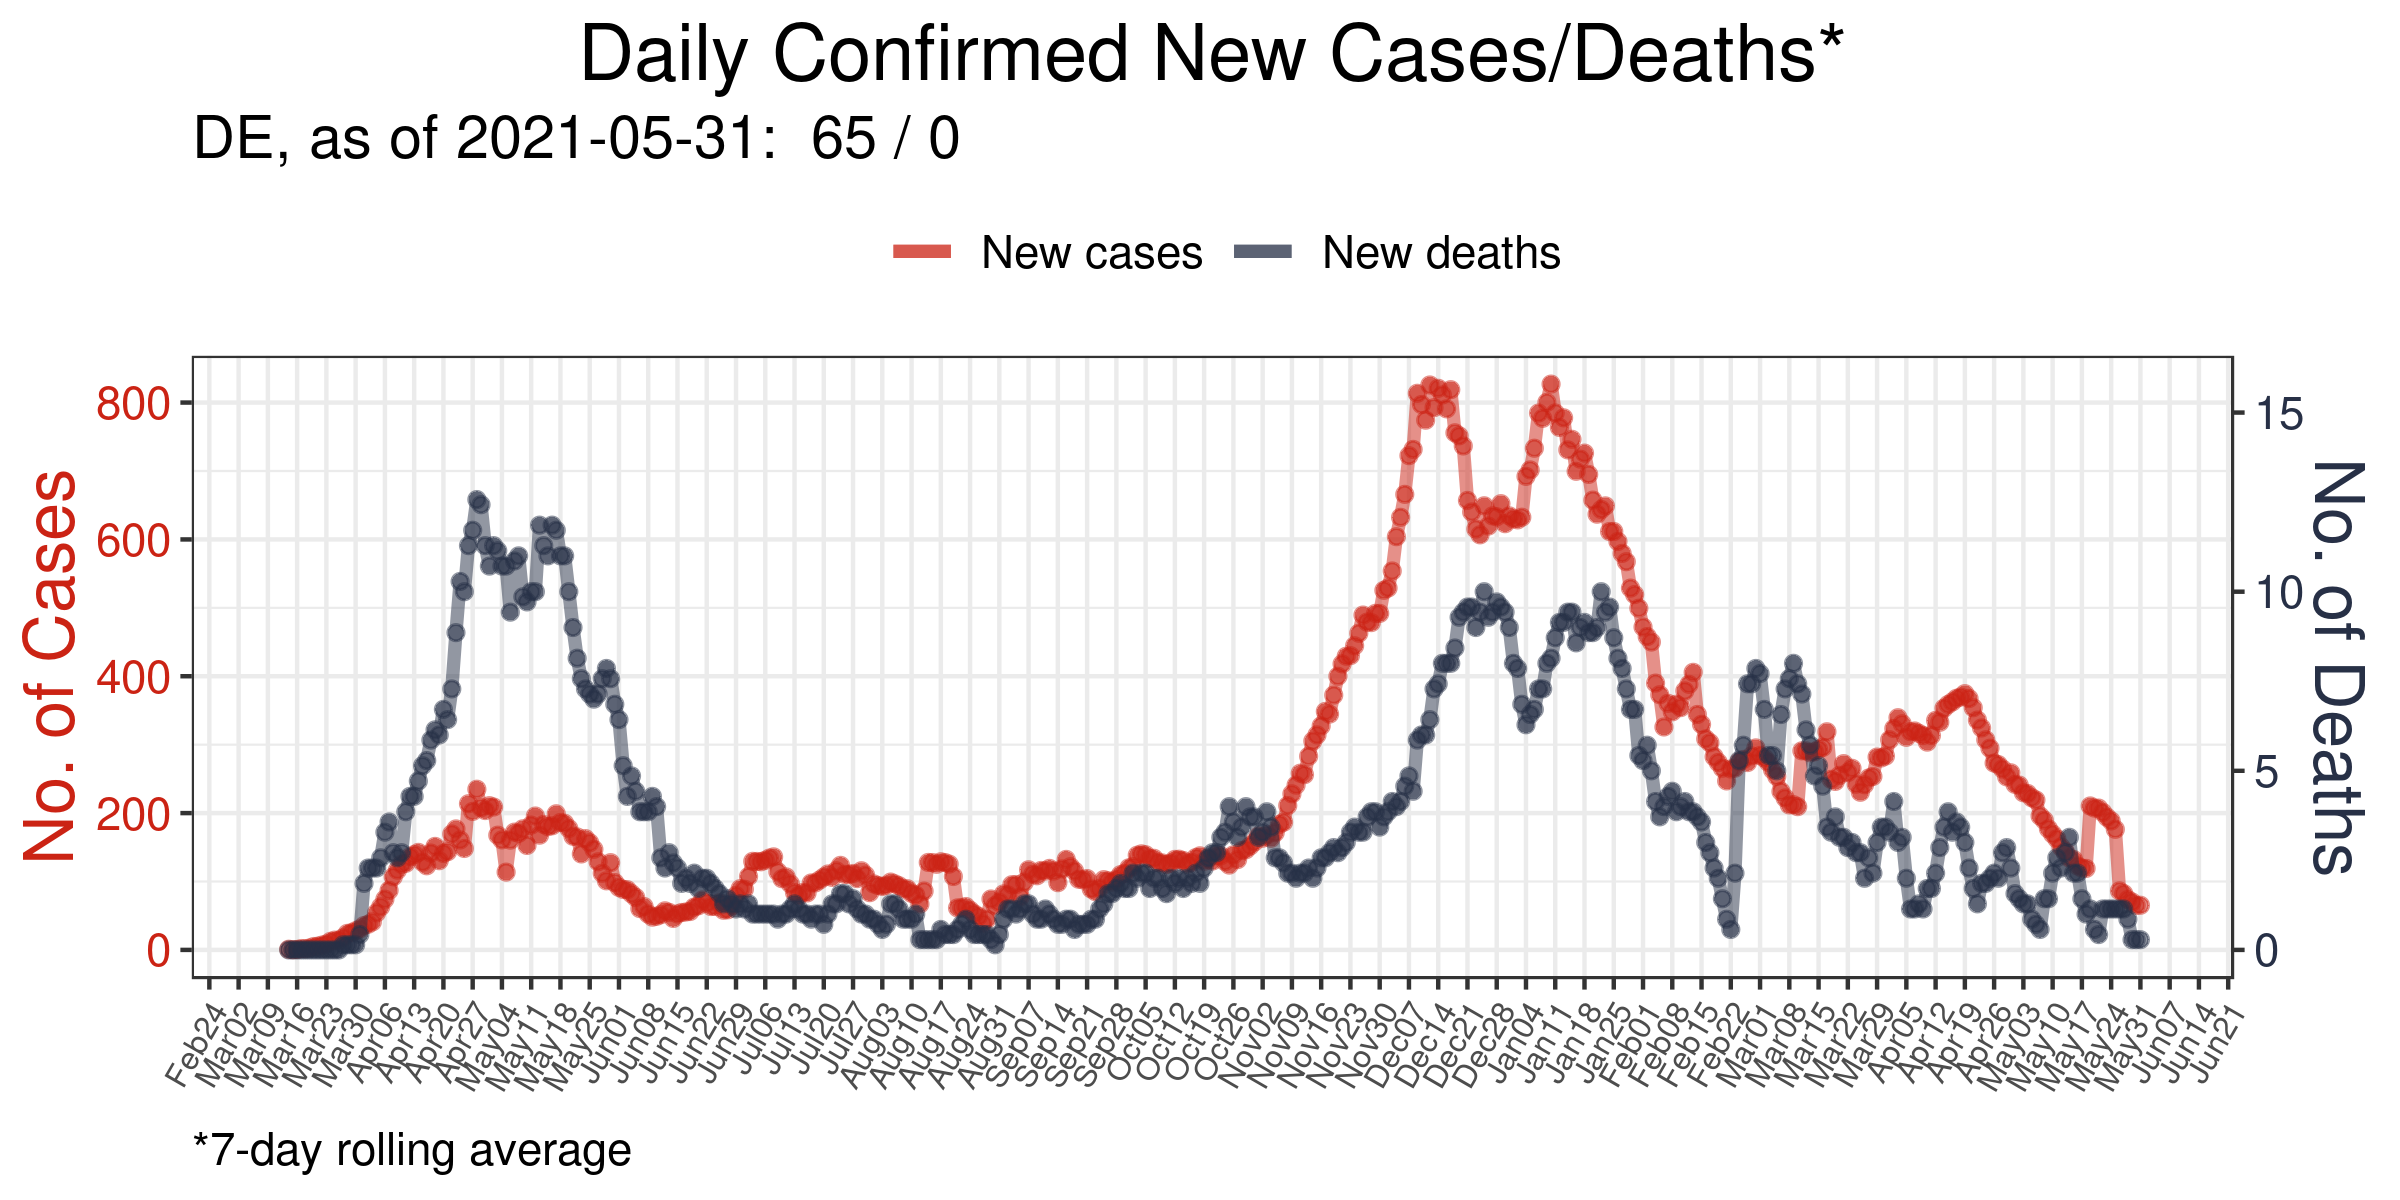 Daily Confirmed New Cases/Deaths*
DE, as of 2021-05-31:  65 / 0
New cases
New deaths
No. of Cases
800
600
400
200
0
15
10
5
0
No. of Deaths
Feb24
Mar02
Mar09
Mar16
Mar23
Mar30
Apr06
Apr13
Apr20
Apr27
May04
May11
May18
May25
Jun01
Jun08
Jun15
Jun22
Jun29
Jul06
Jul13
Jul20
Jul27
Aug03
Aug10
Aug17
Aug24
Aug31
Sep07
Sep14
Sep21
Sep28
Oct05
Oct12
Oct19
Oct26
Nov02
Nov09
Nov16
Nov23
Nov30
Dec07
Dec14
Dec21
Dec28
Jan04
Jan11
Jan18
Jan25
Feb01
Feb08
Feb15
Feb22
Mar01
Mar08
Mar15
Mar22
Mar29
Apr05
Apr12
Apr19
Apr26
May03
May10
May17
May24
May31
Jun07
Jun14
Jun21
*7-day rolling average